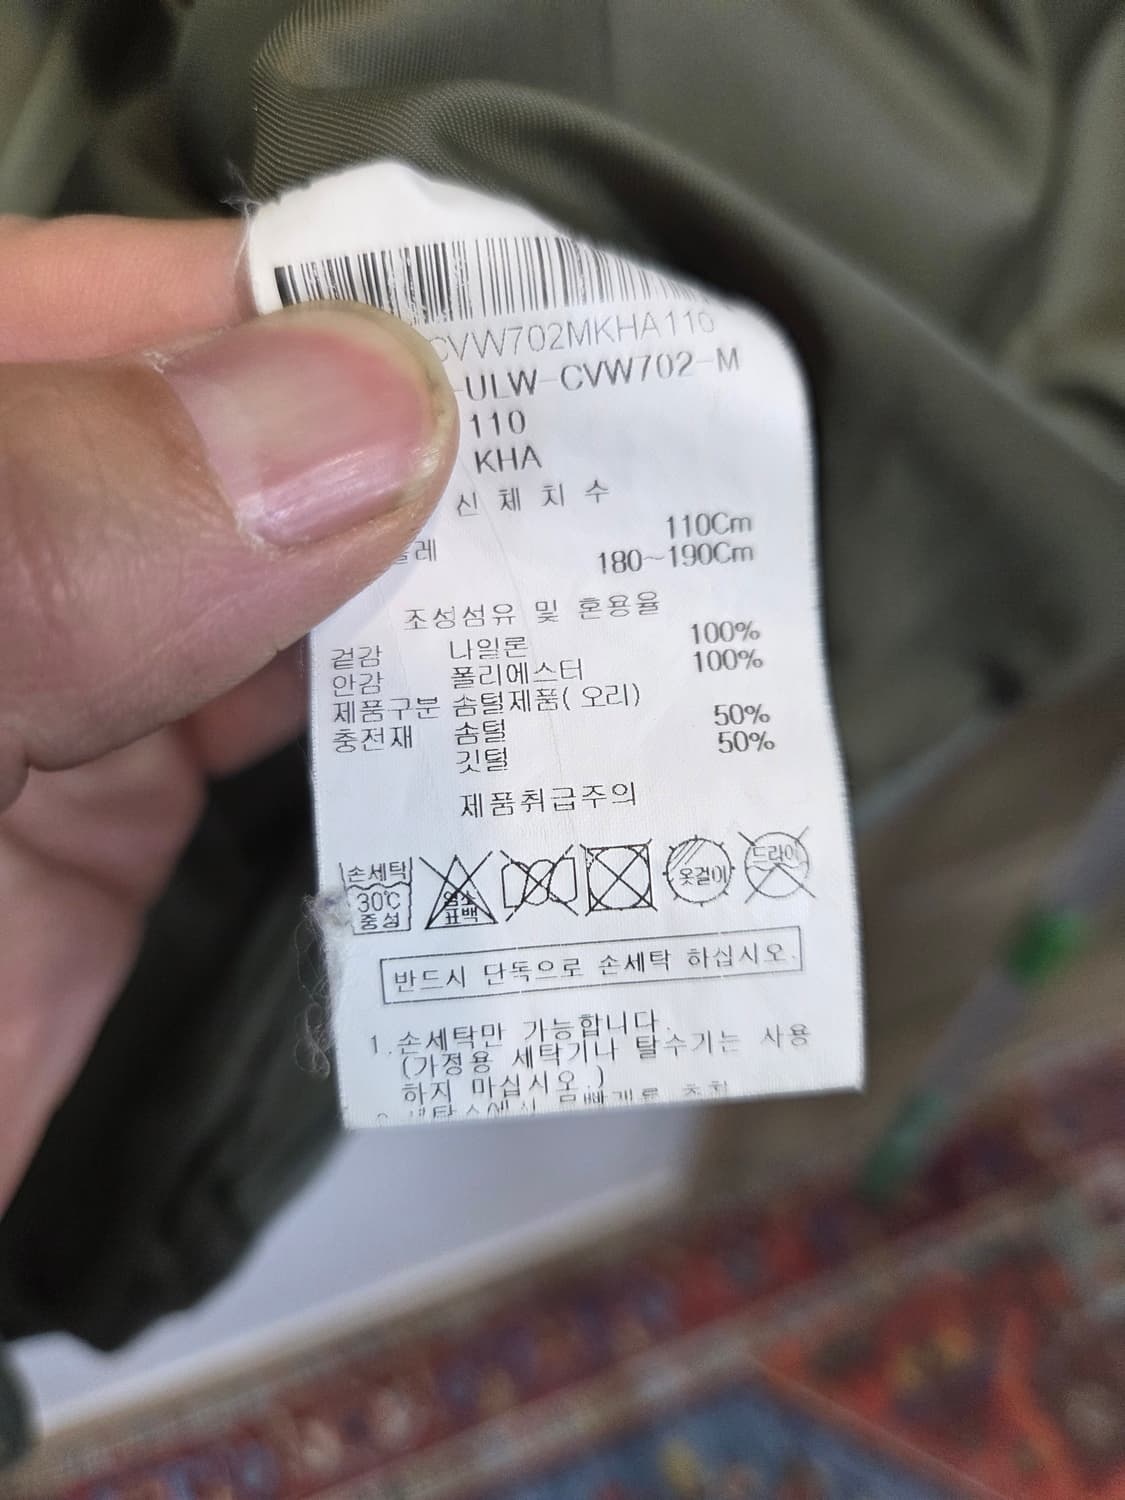 CVW702MKHA110
-ULW-CVW702-M
110
KHA
신 체 치 수
110Cm
레 180~190Cm
조성섬유 및 혼용율
겉감 나일론 100%
안감 폴리에스터 100%
제품구분 솜털제품( 오리)
충전재 솜털 50%
깃털 50%
제품취급주의
손세탁 30℃ 중성
염소 표백
옷걸이
드라이
반드시 단독으로 손세탁 하십시오.
1.손세탁만 가능합니다.
(가정용 세탁기나 탈수기는 사용
하지 마십시오.)